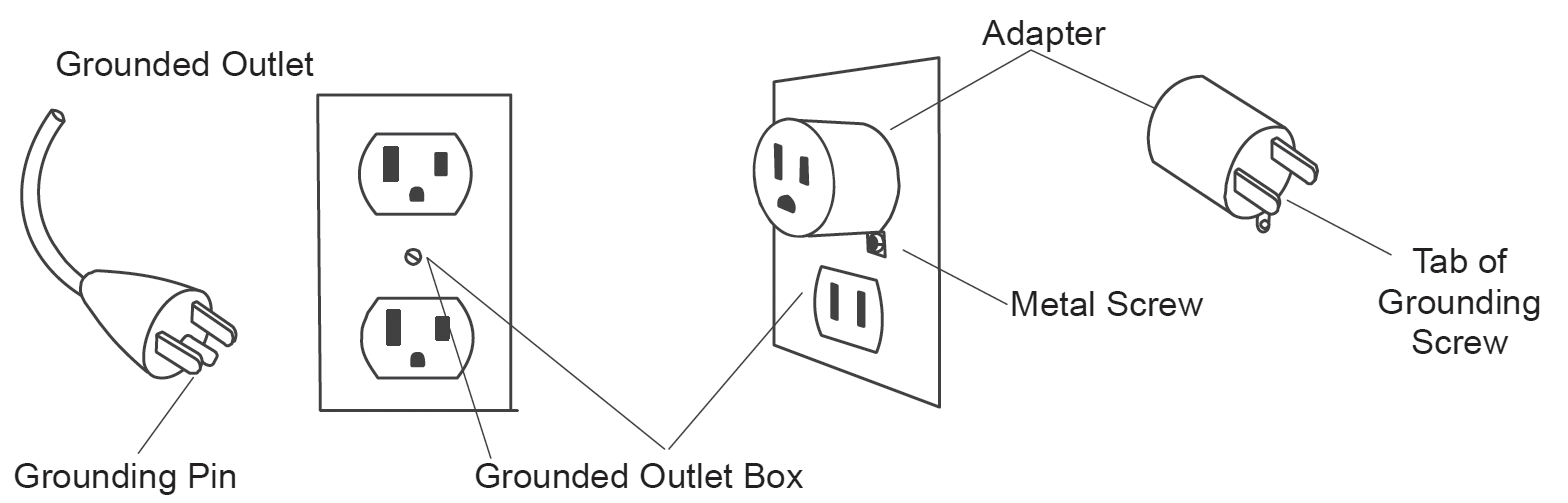 Adapter
Grounded Outlet
Tab of
Grounding
Screw
Metal Screw
Grounding Pin
Grounded Outlet Box